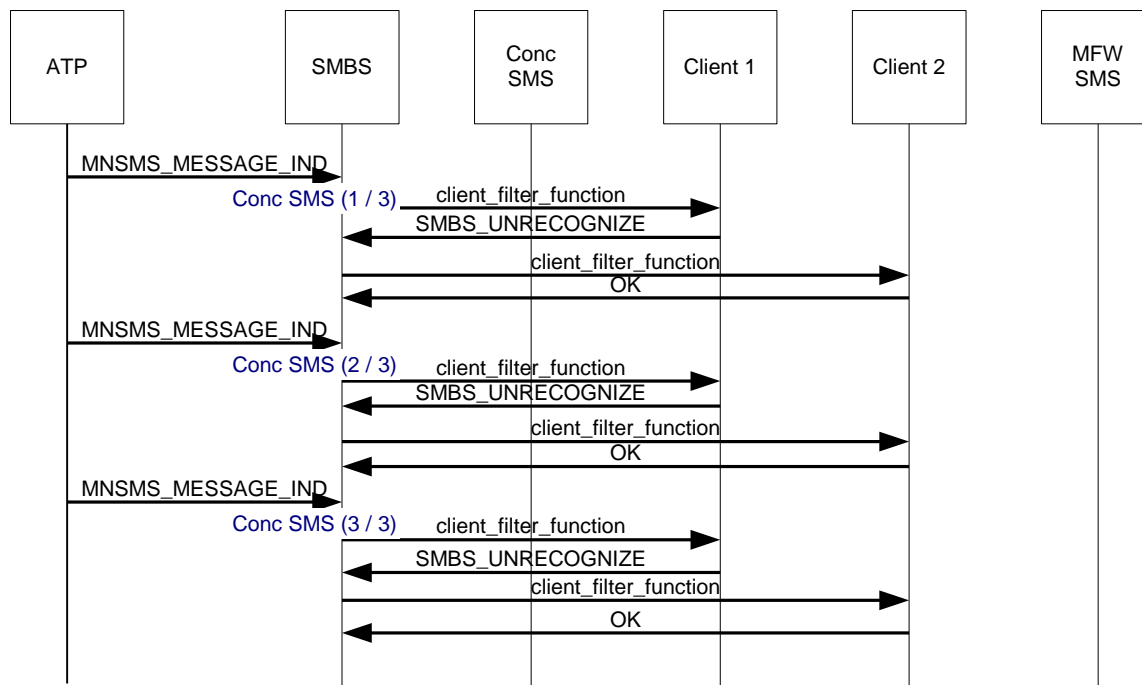 ATP
SMBS
Conc
SMS
Client 1
Client 2
MFW
SMS
MNSMS_MESSAGE_IND
Conc SMS (1 / 3)
client_filter_function
SMBS_UNRECOGNIZE
client_filter_function
OK
MNSMS_MESSAGE_IND
Conc SMS (2 / 3)
client_filter_function
SMBS_UNRECOGNIZE
client_filter_function
OK
MNSMS_MESSAGE_IND
Conc SMS (3 / 3)
client_filter_function
SMBS_UNRECOGNIZE
client_filter_function
OK